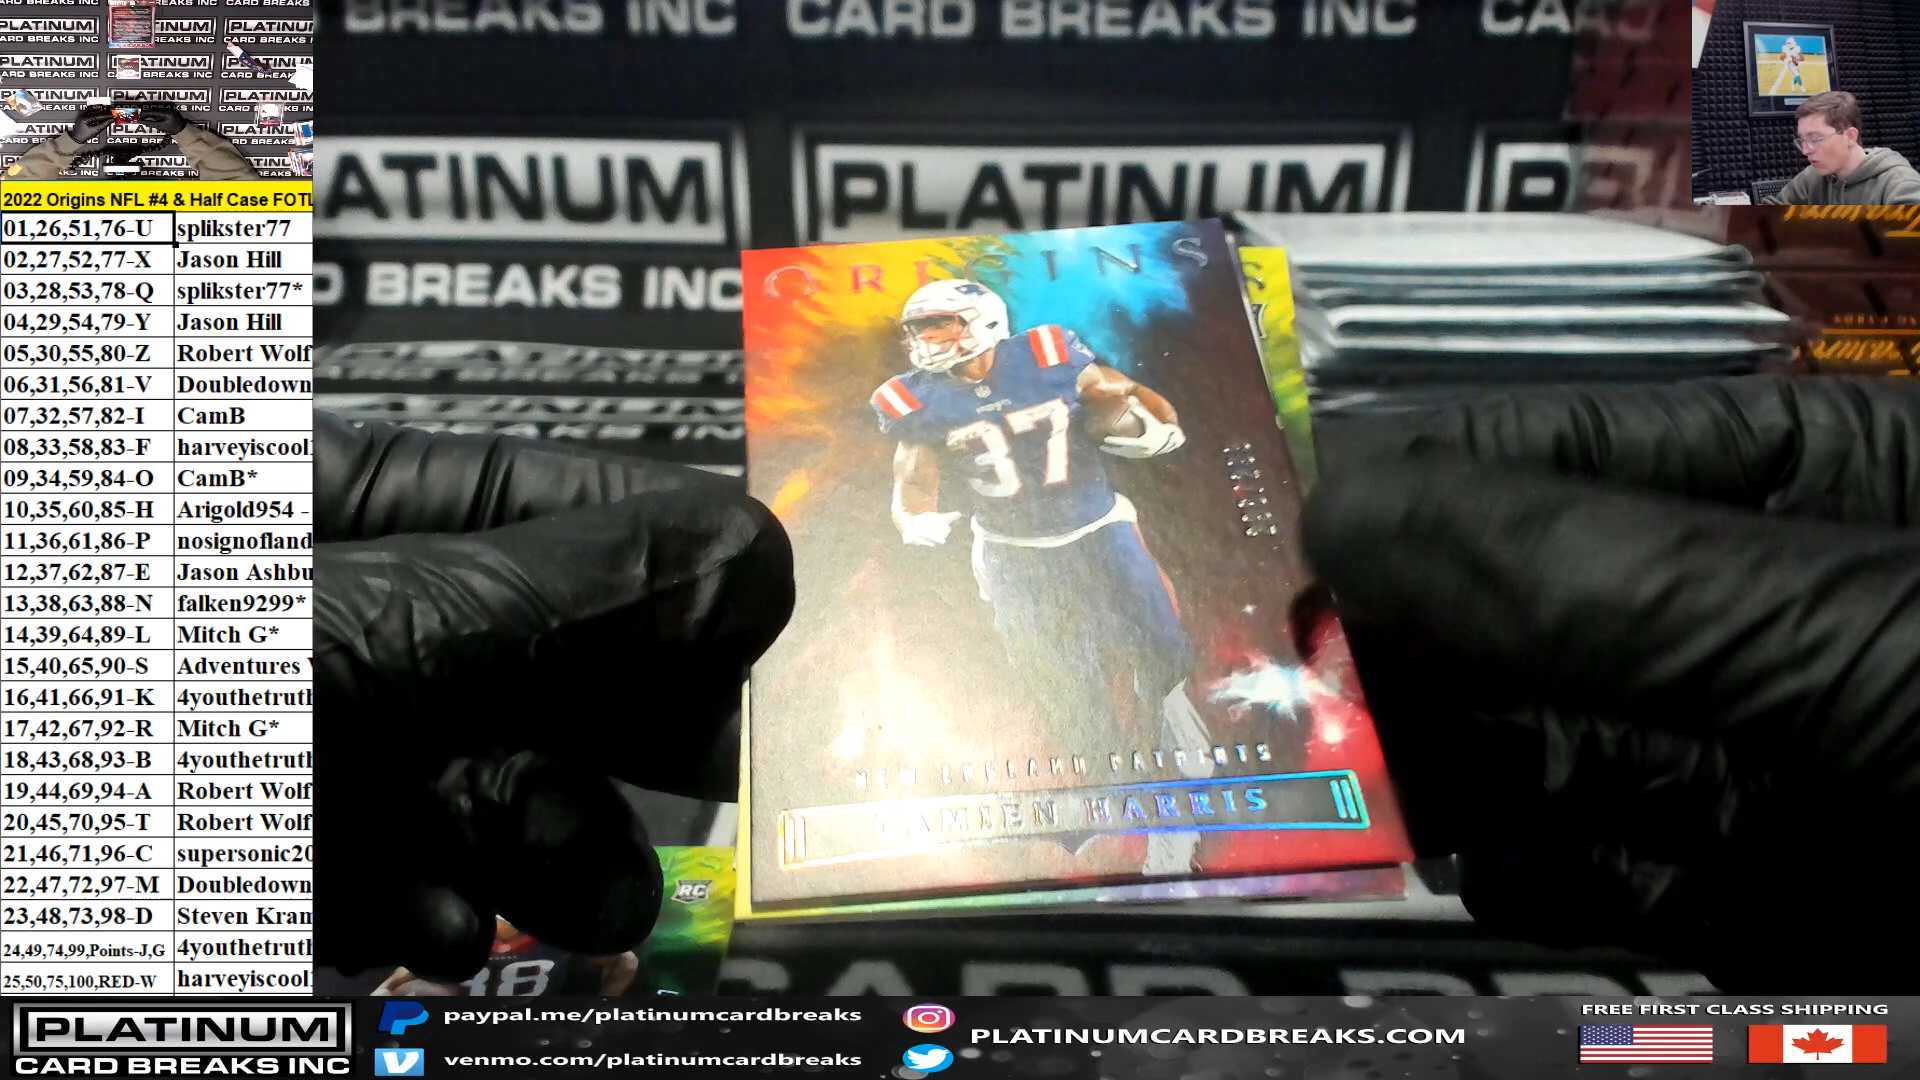 2022 Origins NFL #4 & Half Case FOTL
01,26,51,76-U splikster77
02,27,52,77-X Jason Hill
03,28,53,78-Q splikster77*
04,29,54,79-Y Jason Hill
05,30,55,80-Z Robert Wolf
06,31,56,81-V Doubledown
07,32,57,82-I CamB
08,33,58,83-F harveyiscool
09,34,59,84-O CamB*
10,35,60,85-H Arigold954 -
11,36,61,86-P nosignofland
12,37,62,87-E Jason Ashbu
13,38,63,88-N falken9299*
14,39,64,89-L Mitch G*
15,40,65,90-S Adventures
16,41,66,91-K 4youthetruth
17,42,67,92-R Mitch G*
18,43,68,93-B 4youthetruth
19,44,69,94-A Robert Wolf
20,45,70,95-T Robert Wolf
21,46,71,96-C supersonic20
22,47,72,97-M Doubledown
23,48,73,98-D Steven Kram
24,49,74,99,Points-J,G 4youthetruth
25,50,75,100,RED-W harveyiscool
BREAKS INC CARD BREAKS INC CA
ATINUM PLATINUM P
BREAKS INC
ORIGINS
37
NEW ENGLAND PATRIOTS
DAMIEN HARRIS
RC
38
PLATINUM
CARD BREAKS INC
paypal.me/platinumcardbreaks
venmo.com/platinumcardbreaks
PLATINUMCARDBREAKS.COM
FREE FIRST CLASS SHIPPING